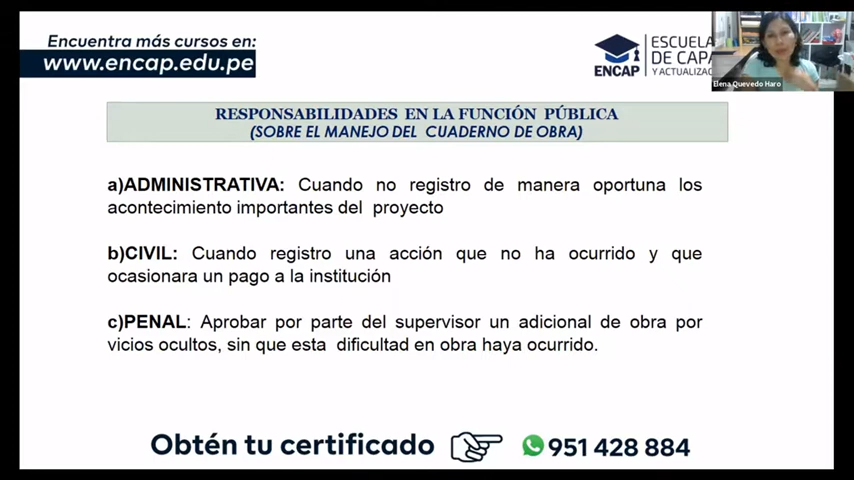 Encuentra más cursos en:
www.encap.edu.pe
ENCAP
ESCUELA
DE CAPA
Y ACTUALIZAC
Elena Quevedo Haro
RESPONSABILIDADES EN LA FUNCIÓN PÚBLICA
(SOBRE EL MANEJO DEL CUADERNO DE OBRA)
a)ADMINISTRATIVA: Cuando no registro de manera oportuna los
acontecimiento importantes del proyecto
b)CIVIL: Cuando registro una acción que no ha ocurrido y que
ocasionara un pago a la institución
c)PENAL: Aprobar por parte del supervisor un adicional de obra por
vicios ocultos, sin que esta dificultad en obra haya ocurrido.
Obtén tu certificado
951 428 884